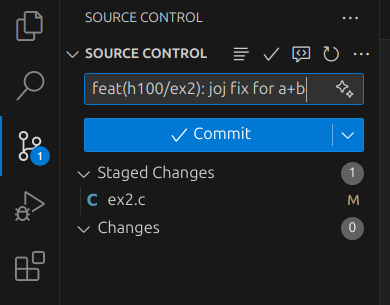 SOURCE CONTROL
SOURCE CONTROL
feat(h100/ex2): joj fix for a+b
Commit
1
Staged Changes 1
C ex2.c M
Changes 0